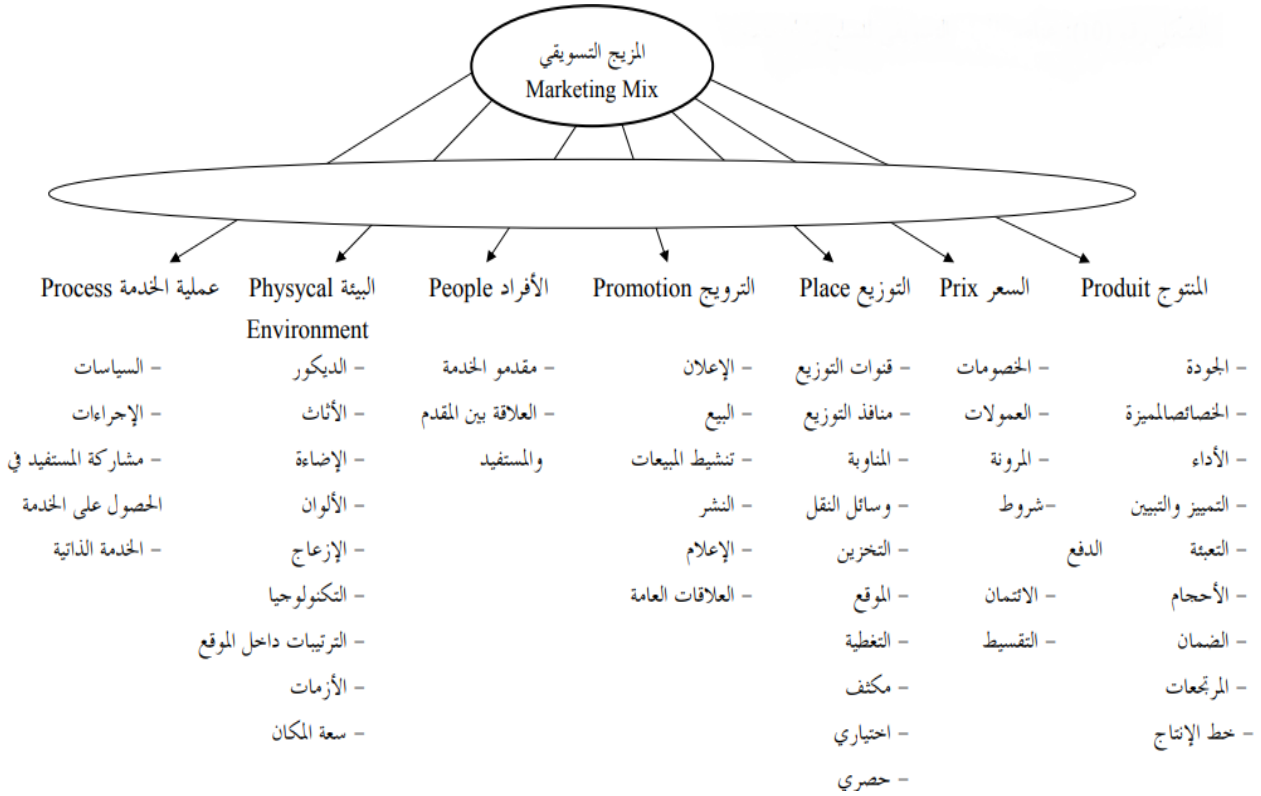 المزيج التسويقي
Marketing Mix
المنتوج Produit
السعر Prix
التوزيع Place
الترويج Promotion
الأفراد People
البيئة Physycal
Environment
عملية الخدمة Process
– الجودة
– الخصائصالمميزة
– الأداء
– التمييز والتبيين
– التعبئة
– الأحجام
– الضمان
– المرتجعات
– خط الإنتاج
– الخصومات
– العمولات
– المرونة
–شروط
الدفع
– الائتمان
– التقسيط
– قنوات التوزيع
– منافذ التوزيع
– المناوبة
– وسائل النقل
– التخزين
– الموقع
– التغطية
– مكثف
– اختياري
– حصري
– الإعلان
– البيع
– تنشيط المبيعات
– النشر
– الإعلام
– العلاقات العامة
– مقدمو الخدمة
– العلاقة بين المقدم
والمستفيد
– الديكور
– الأثاث
– الإضاءة
– الألوان
– الإزعاج
– التكنولوجيا
– الترتيبات داخل الموقع
– الأزمات
– سعة المكان
– السياسات
– الإجراءات
– مشاركة المستفيد في
الحصول على الخدمة
– الخدمة الذاتية